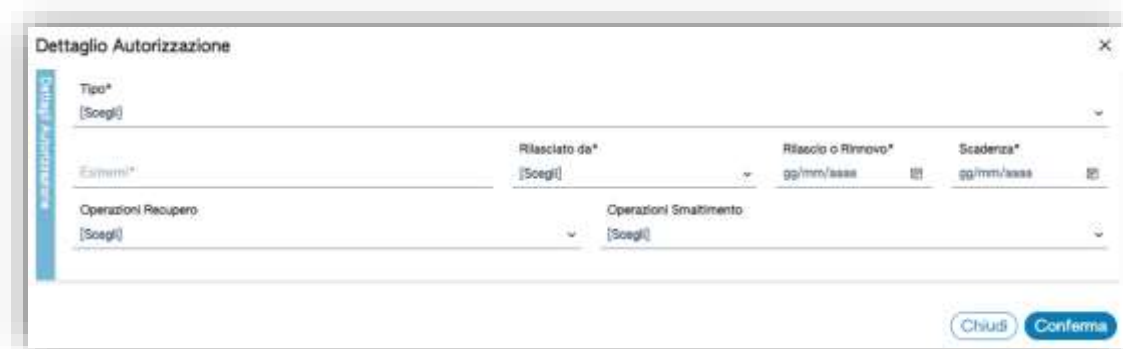 Dettaglio Autorizzazione
×
Dettagli Autorizzazione
Tipo*
[Scegli]
Estremi*
Rilasciato da*
[Scegli]
Rilascio o Rinnovo*
gg/mm/aaaa
Scadenza*
gg/mm/aaaa
Operazioni Recupero
[Scegli]
Operazioni Smaltimento
[Scegli]
Chiudi
Conferma